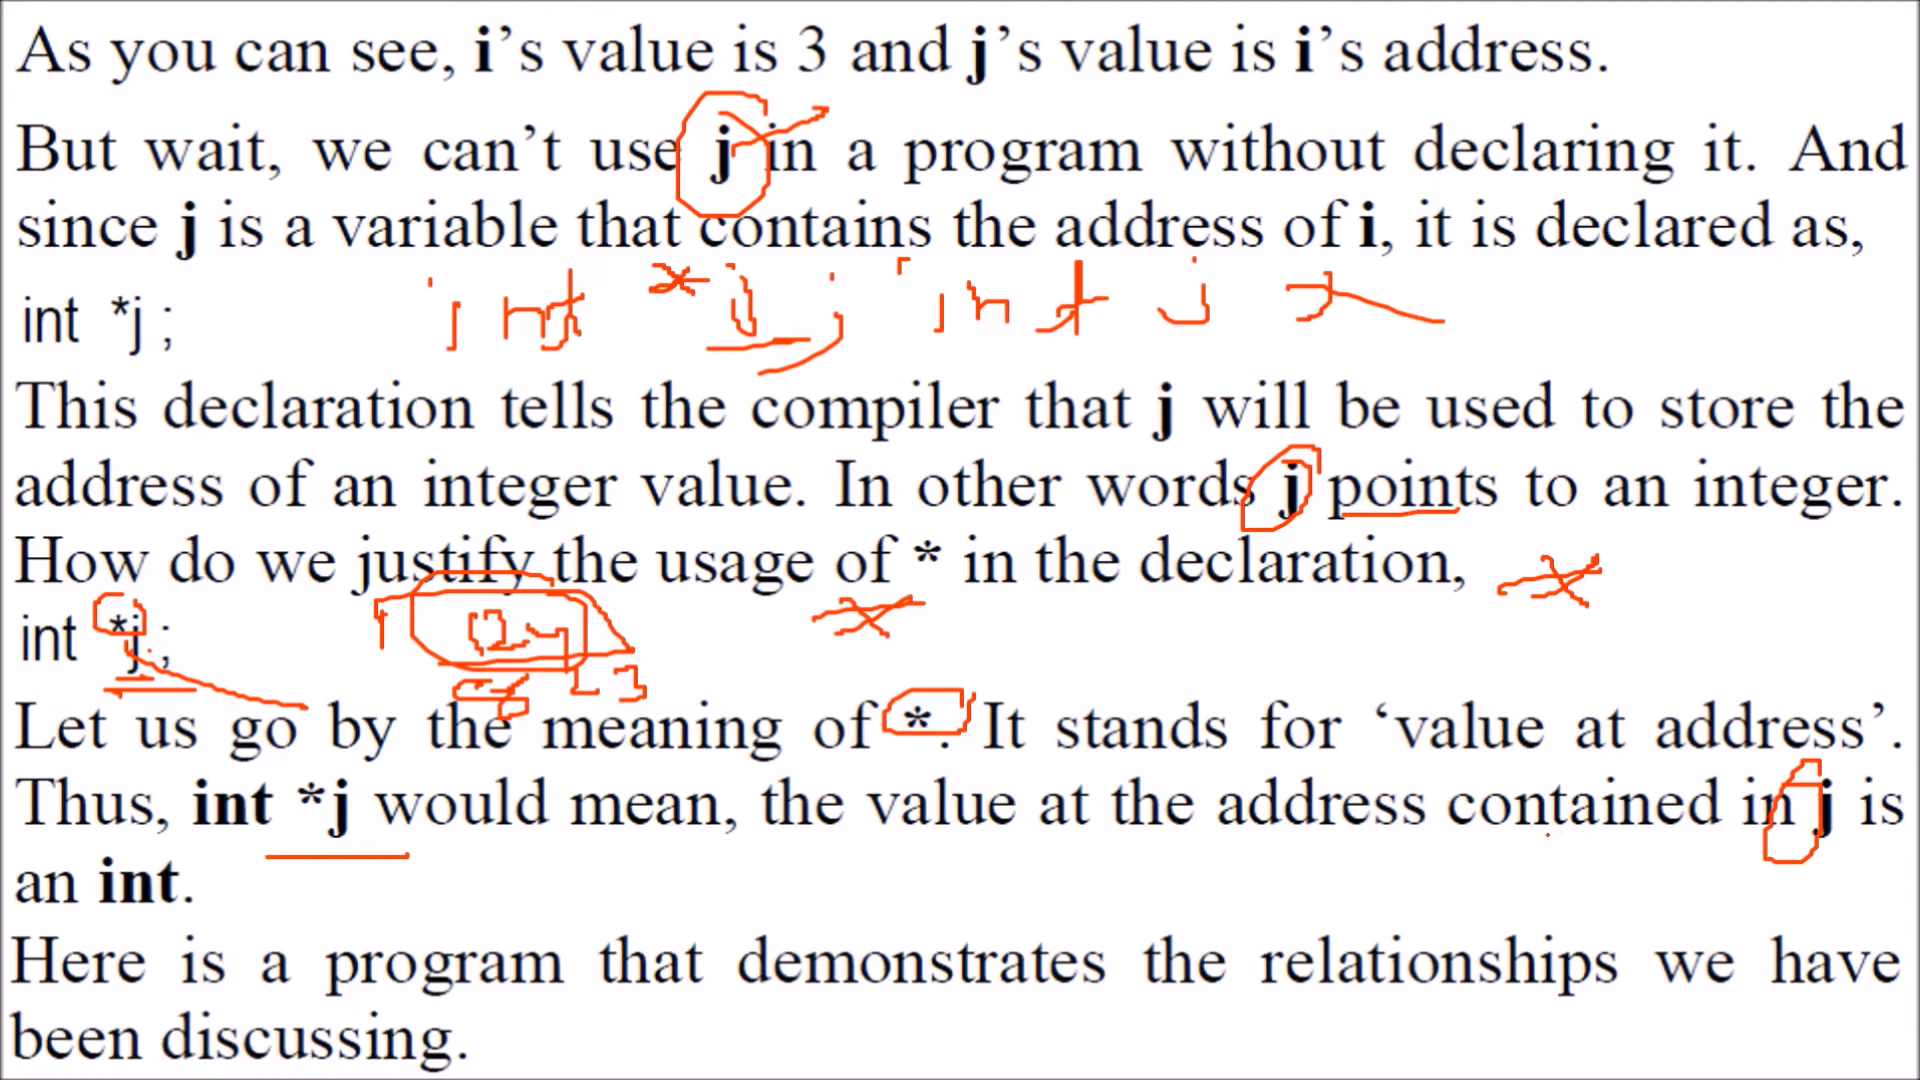 As you can see, i’s value is 3 and j’s value is i’s address.
But wait, we can’t use j in a program without declaring it. And
since j is a variable that contains the address of i, it is declared as,
int *j ;
int *j ; int j
This declaration tells the compiler that j will be used to store the
address of an integer value. In other words j points to an integer.
How do we justify the usage of * in the declaration,
*
int *j ;
*
Let us go by the meaning of *. It stands for ‘value at address’.
Thus, int *j would mean, the value at the address contained in j is
an int.
Here is a program that demonstrates the relationships we have
been discussing.